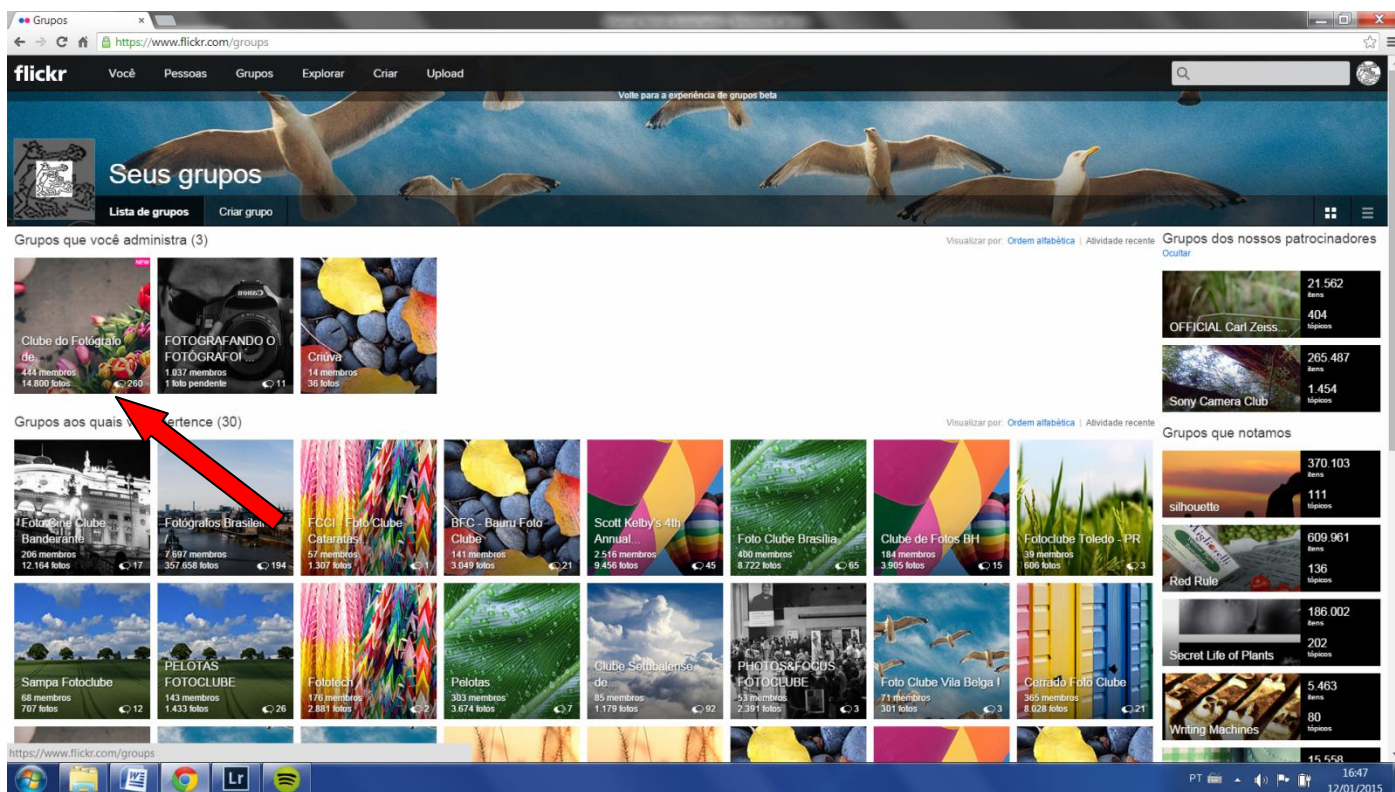 Grupos
https://www.flickr.com/groups
flickr Você Pessoas Grupos Explorar Criar Upload
Volte para a experiência de grupos beta
Seus grupos
Lista de grupos Criar grupo
Grupos que você administra (3)
Visualizar por: Ordem alfabética | Atividade recente
NEW
Clube do Fotógrafo
de...
444 membros
14.800 fotos 260
Canon
FOTOGRAFANDO O
FOTÓGRAFO! ...
1.037 membros
1 foto pendente 11
Criúva
14 membros
36 fotos
Grupos aos quais ertence (30)
Visualizar por: Ordem alfabética | Atividade recente
Foto Cine Clube
Bandeirante
206 membros
12.164 fotos 17
Fotógrafos Brasilei
/...
7.697 membros
357.658 fotos 194
FCCI - Foto Clube
Cataratas
57 membros
1.307 fotos 1
BFC - Bauru Foto
Clube
141 membros
3.049 fotos 21
Scott Kelby's 4th
Annual...
2.516 membros
9.456 fotos 45
Foto Clube Brasília
400 membros
8.722 fotos 65
Clube de Fotos BH
184 membros
3.905 fotos 15
Fotoclube Toledo - PR
39 membros
606 fotos 3
Sampa Fotoclube
68 membros
707 fotos 12
PELOTAS
FOTOCLUBE
143 membros
1.433 fotos 26
Fototech
176 membros
2.881 fotos 2
Pelotas
303 membros
3.674 fotos 7
Clube Setubalense
de...
85 membros
1.179 fotos 92
PHOTOS&FOCUS
FOTOCLUBE
53 membros
2.391 fotos 3
Foto Clube Vila Belga
71 membros
301 fotos 3
Cerrado Foto Clube
365 membros
8.028 fotos 21
Grupos dos nossos patrocinadores
Ocultar
OFFICIAL Carl Zeiss...
21.562
itens
404
tópicos
Sony Camera Club
265.487
itens
1.454
tópicos
Grupos que notamos
silhouette
370.103
itens
111
tópicos
Red Rule
609.961
itens
136
tópicos
Secret Life of Plants
186.002
itens
202
tópicos
Writing Machines
5.463
itens
80
tópicos
15.558
https://www.flickr.com/groups
W Lr PT 16:47
12/01/2015